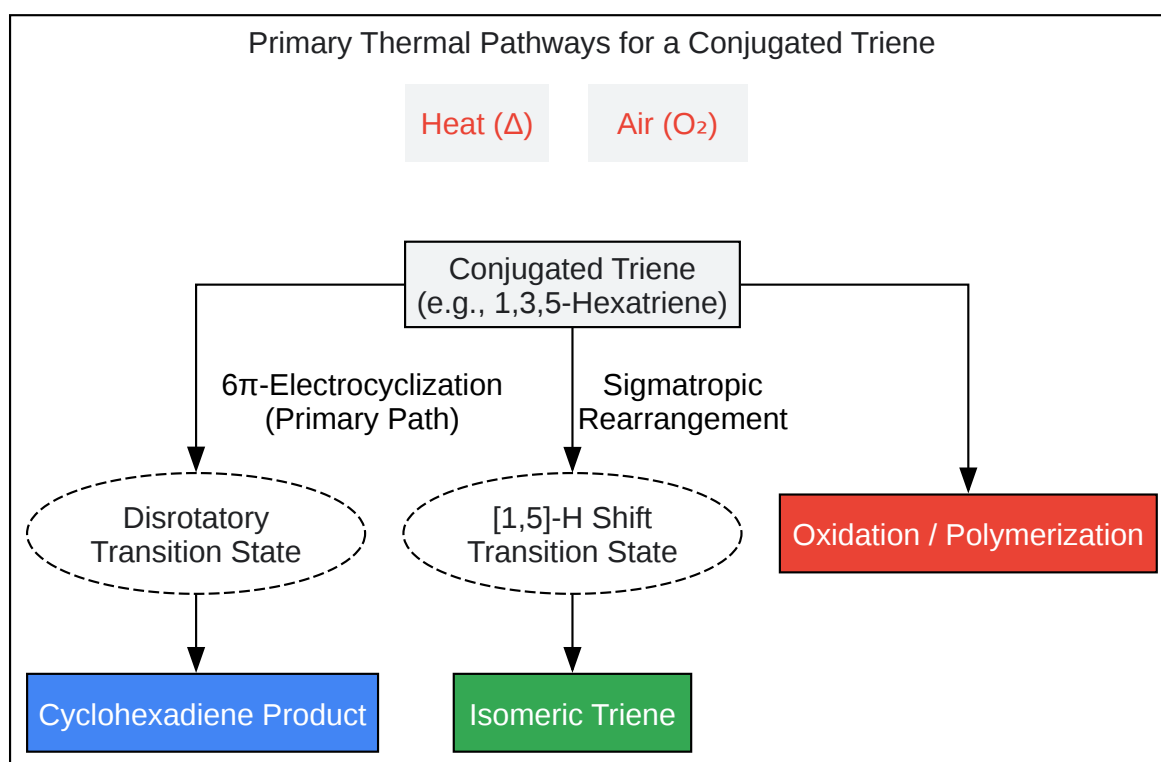 Primary Thermal Pathways for a Conjugated Triene
Heat (Δ)
Air (O₂)
Conjugated Triene
(e.g., 1,3,5-Hexatriene)
6π-Electrocyclization
(Primary Path)
Sigmatropic
Rearrangement
Disrotatory
Transition State
[1,5]-H Shift
Transition State
Oxidation / Polymerization
Cyclohexadiene Product
Isomeric Triene